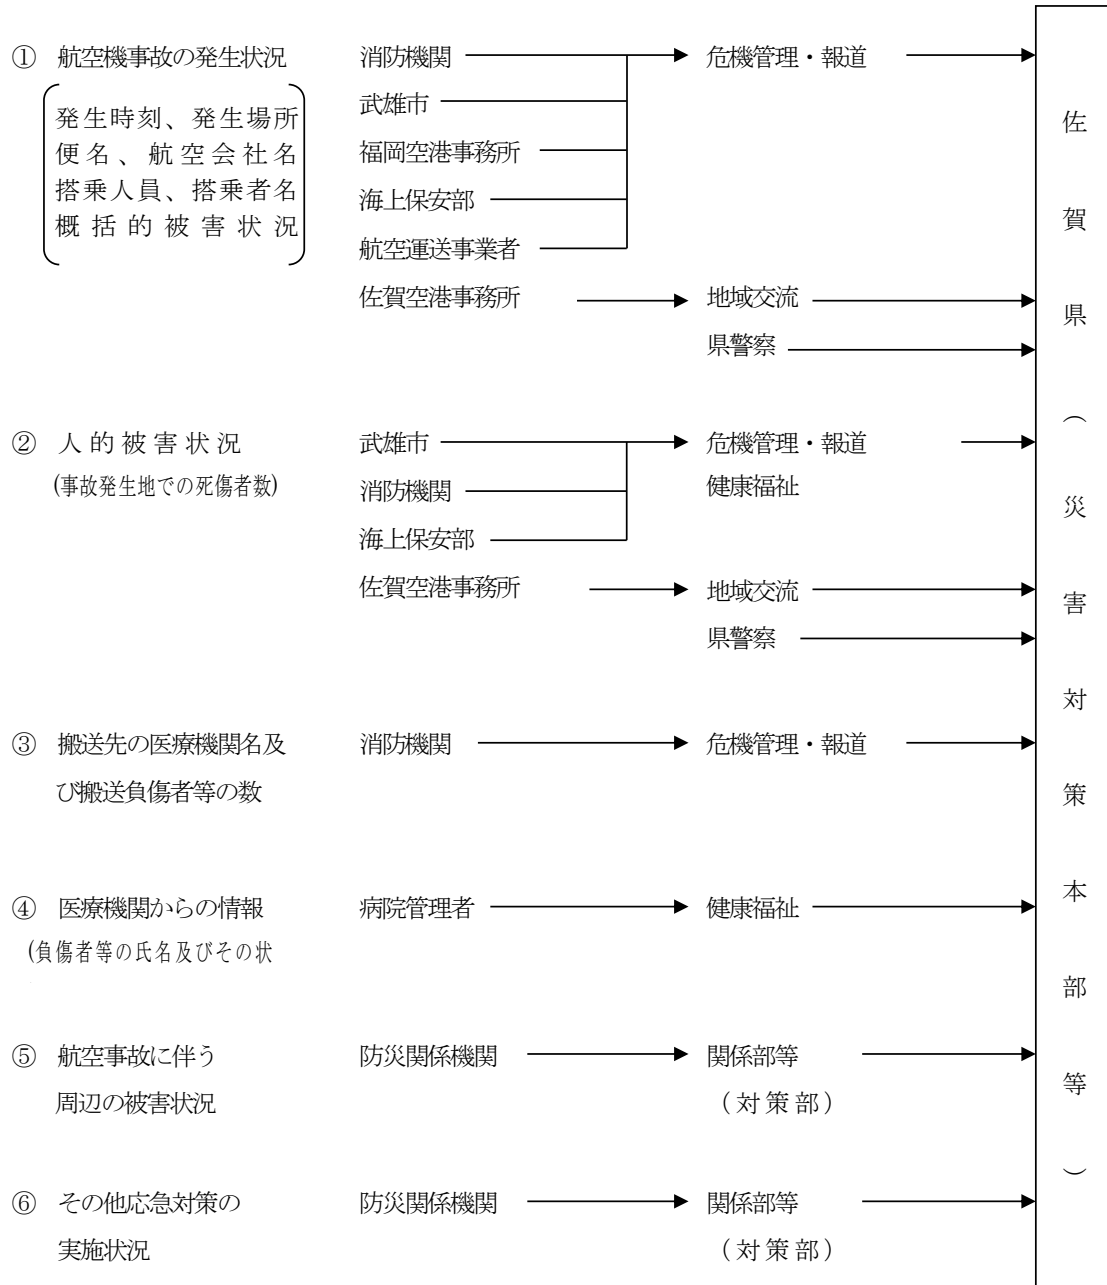 ① 航空機事故の発生状況 消防機関 危機管理・報道
武雄市
発生時刻、発生場所
便名、航空会社名
福岡空港事務所
搭乗人員、搭乗者名
海上保安部
概括的被害状況
航空運送事業者
佐賀空港事務所 地域交流
県警察
② 人的被害状況 武雄市 危機管理・報道
(事故発生地での死傷者数) 消防機関 健康福祉
海上保安部
佐賀空港事務所 地域交流
県警察
③ 搬送先の医療機関名及 消防機関 危機管理・報道
び搬送負傷者等の数
④ 医療機関からの情報 病院管理者 健康福祉
(負傷者等の氏名及びその状
⑤ 航空事故に伴う 防災関係機関 関係部等
周辺の被害状況 (対策部)
⑥ その他応急対策の 防災関係機関 関係部等
実施状況 (対策部)
佐賀県(災害対策本部等)